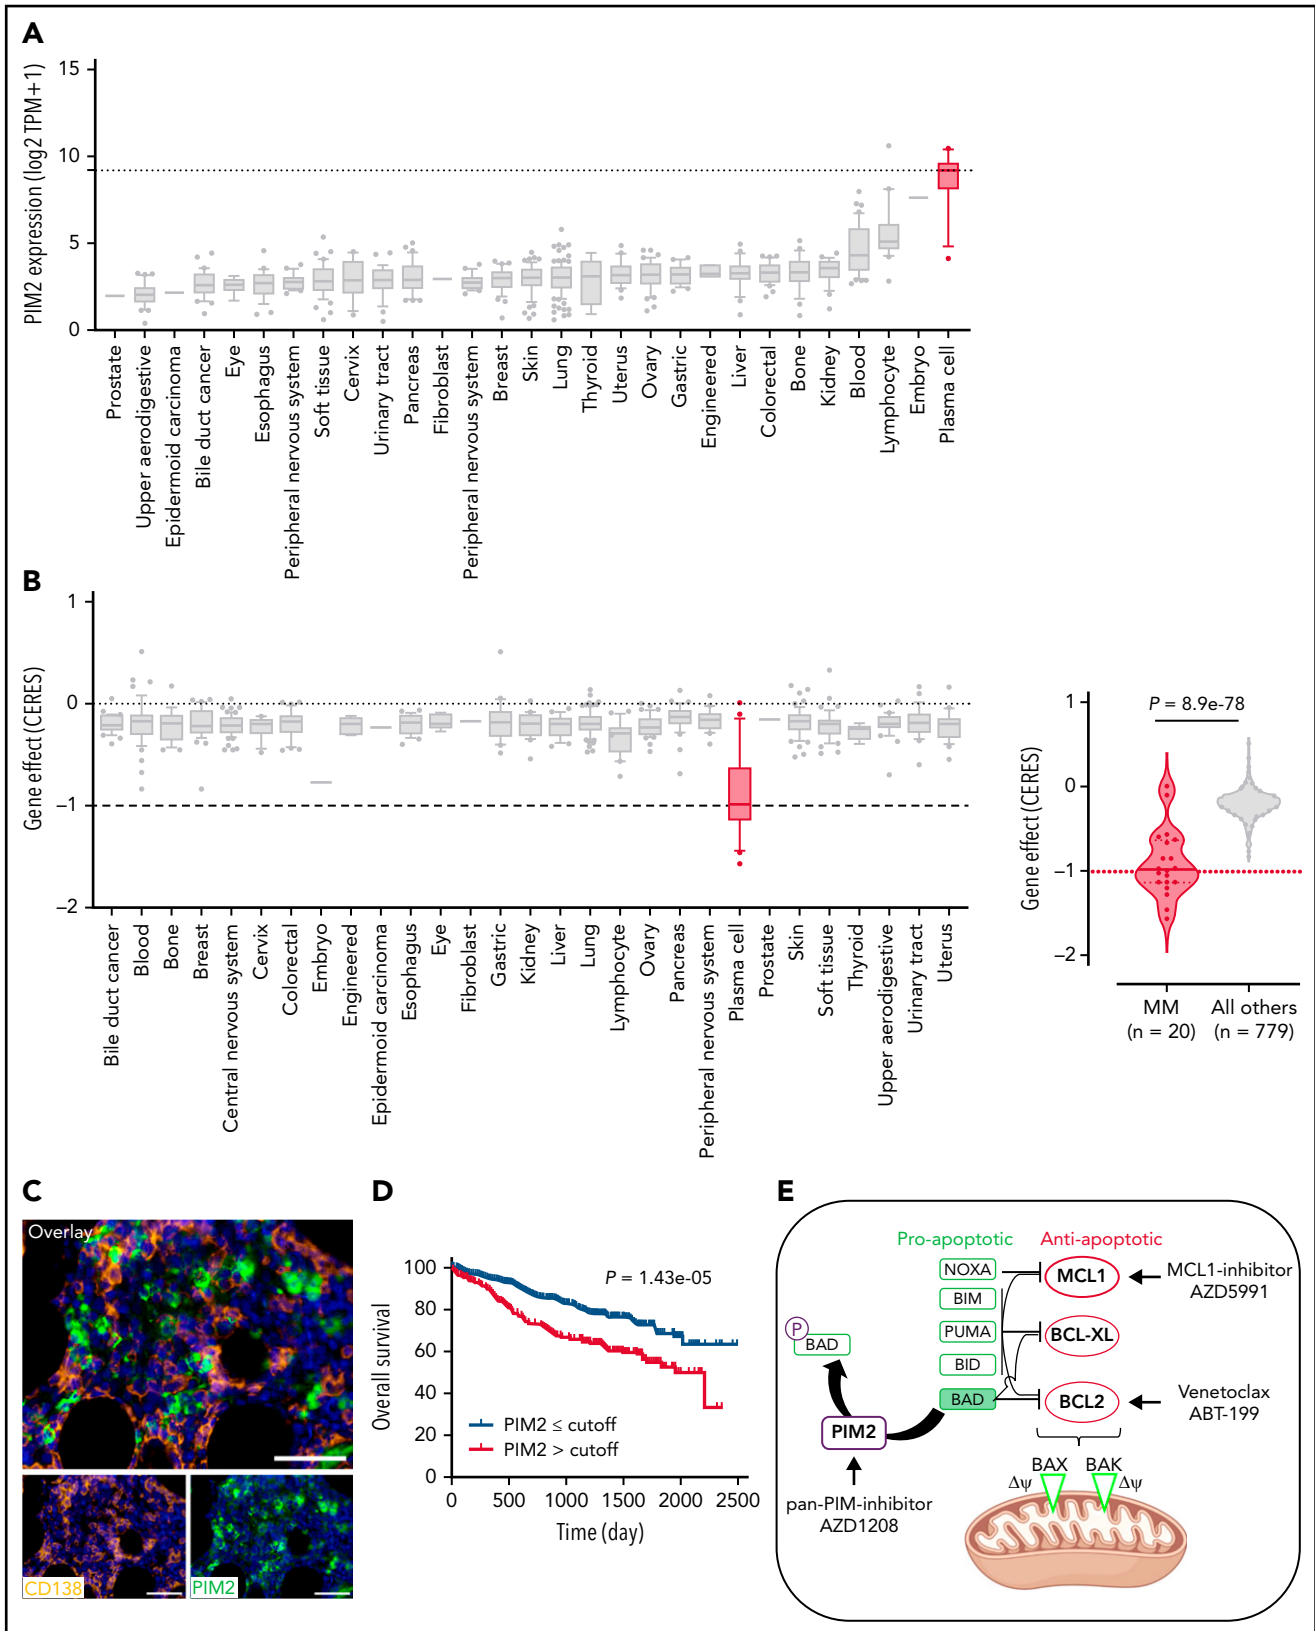 A
PIM2 expression (log2 TPM+1)
15
10
5
0
Prostate
Upper aerodigestive
Epidermoid carcinoma
Bile duct cancer
Eye
Esophagus
Peripheral nervous system
Soft tissue
Cervix
Urinary tract
Pancreas
Fibroblast
Peripheral nervous system
Breast
Skin
Lung
Thyroid
Uterus
Ovary
Gastric
Engineered
Liver
Colorectal
Bone
Kidney
Blood
Lymphocyte
Embryo
Plasma cell
B
Gene effect (CERES)
1
0
−1
−2
Bile duct cancer
Blood
Bone
Breast
Central nervous system
Cervix
Colorectal
Embryo
Engineered
Epidermoid carcinoma
Esophagus
Eye
Fibroblast
Gastric
Kidney
Liver
Lung
Lymphocyte
Ovary
Pancreas
Peripheral nervous system
Plasma cell
Prostate
Skin
Soft tissue
Thyroid
Upper aerodigestive
Urinary tract
Uterus
Gene effect (CERES)
1
0
−1
−2
P = 8.9e-78
MM
(n = 20)
All others
(n = 779)
C
Overlay
CD138
PIM2
D
Overall survival
100
80
60
40
20
0
P = 1.43e-05
PIM2 ≤ cutoff
PIM2 > cutoff
0
500
1000
1500
2000
2500
Time (day)
E
Pro-apoptotic
Anti-apoptotic
NOXA
BIM
PUMA
BID
BAD
MCL1
BCL-XL
BCL2
MCL1-inhibitor
AZD5991
Venetoclax
ABT-199
P
BAD
PIM2
pan-PIM-inhibitor
AZD1208
BAX
BAK
Δψ
Δψ